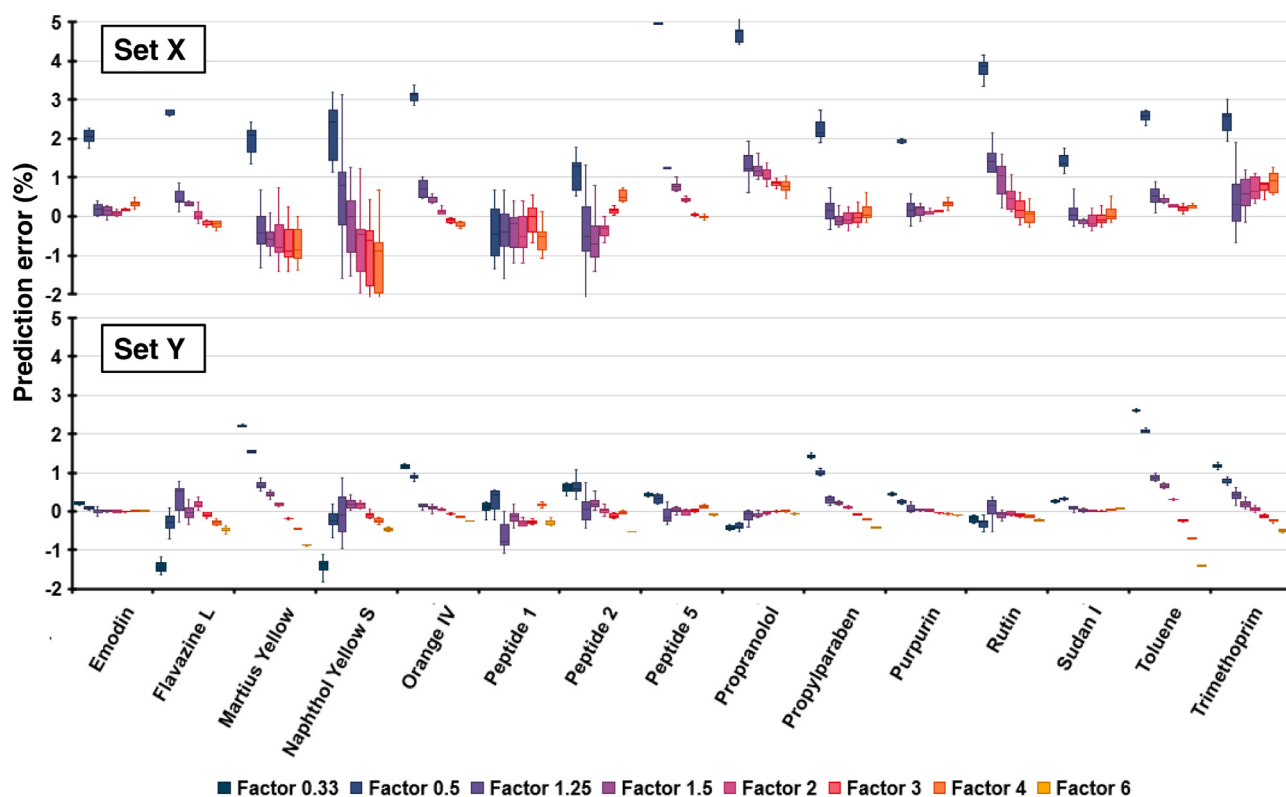 Prediction error (%)
Set X
5
4
3
2
1
0
-1
-2
Set Y
5
4
3
2
1
0
-1
-2
Emodin
Flavazine L
Martius Yellow
Naphthol Yellow S
Orange IV
Peptide 1
Peptide 2
Peptide 5
Propranolol
Propylparaben
Purpurin
Rutin
Sudan I
Toluene
Trimethoprim
Factor 0.33 Factor 0.5 Factor 1.25 Factor 1.5 Factor 2 Factor 3 Factor 4 Factor 6